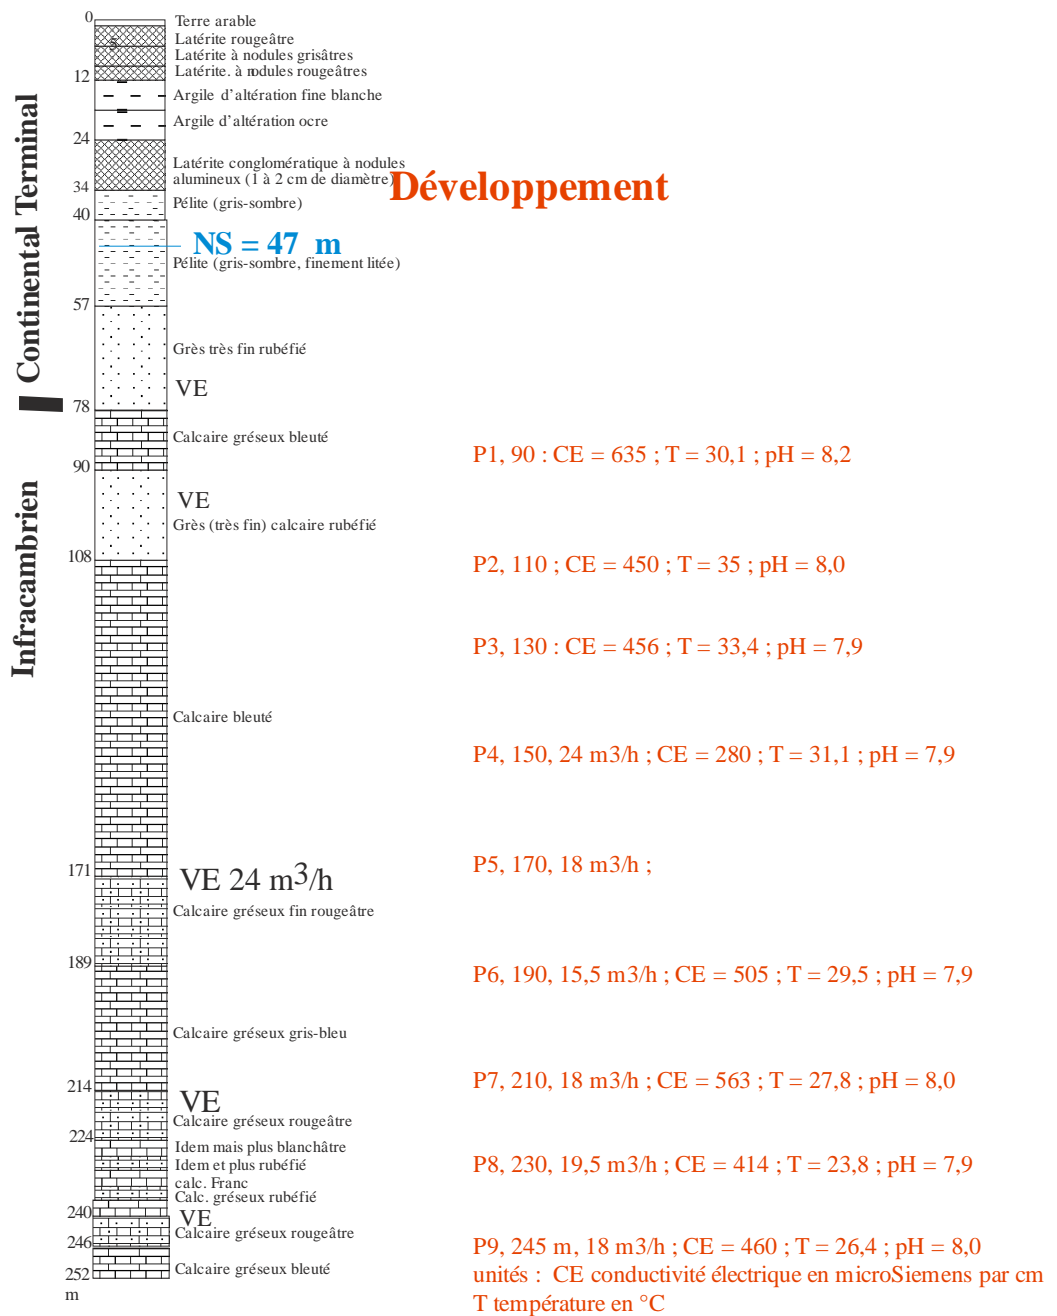 0
Terre arable
Latérite rougeâtre
Latérite à nodules grisâtres
Latérite. à nodules rougeâtres
12
Argile d'altération fine blanche
Argile d'altération ocre
24
Latérite conglomératique à nodules
alumineux (1 à 2 cm de diamètre)
Développement
34
Pélite (gris-sombre)
40
NS = 47 m
Pélite (gris-sombre, finement litée)
57
Continental Terminal
Grès très fin rubéfié
VE
78
Calcaire gréseux bleuté
P1, 90 : CE = 635 ; T = 30,1 ; pH = 8,2
90
VE
Grès (très fin) calcaire rubéfié
108
P2, 110 ; CE = 450 ; T = 35 ; pH = 8,0
Infracambrien
P3, 130 : CE = 456 ; T = 33,4 ; pH = 7,9
Calcaire bleuté
P4, 150, 24 m3/h ; CE = 280 ; T = 31,1 ; pH = 7,9
171
P5, 170, 18 m3/h ;
VE 24 m3/h
Calcaire gréseux fin rougeâtre
189
P6, 190, 15,5 m3/h ; CE = 505 ; T = 29,5 ; pH = 7,9
Calcaire gréseux gris-bleu
214
P7, 210, 18 m3/h ; CE = 563 ; T = 27,8 ; pH = 8,0
VE
Calcaire gréseux rougeâtre
224
Idem mais plus blanchâtre
Idem et plus rubéfié
P8, 230, 19,5 m3/h ; CE = 414 ; T = 23,8 ; pH = 7,9
calc. Franc
Calc. gréseux rubéfié
240
VE
Calcaire gréseux rougeâtre
246
P9, 245 m, 18 m3/h ; CE = 460 ; T = 26,4 ; pH = 8,0
Calcaire gréseux bleuté
252
m
unités : CE conductivité électrique en microSiemens par cm
T température en °C